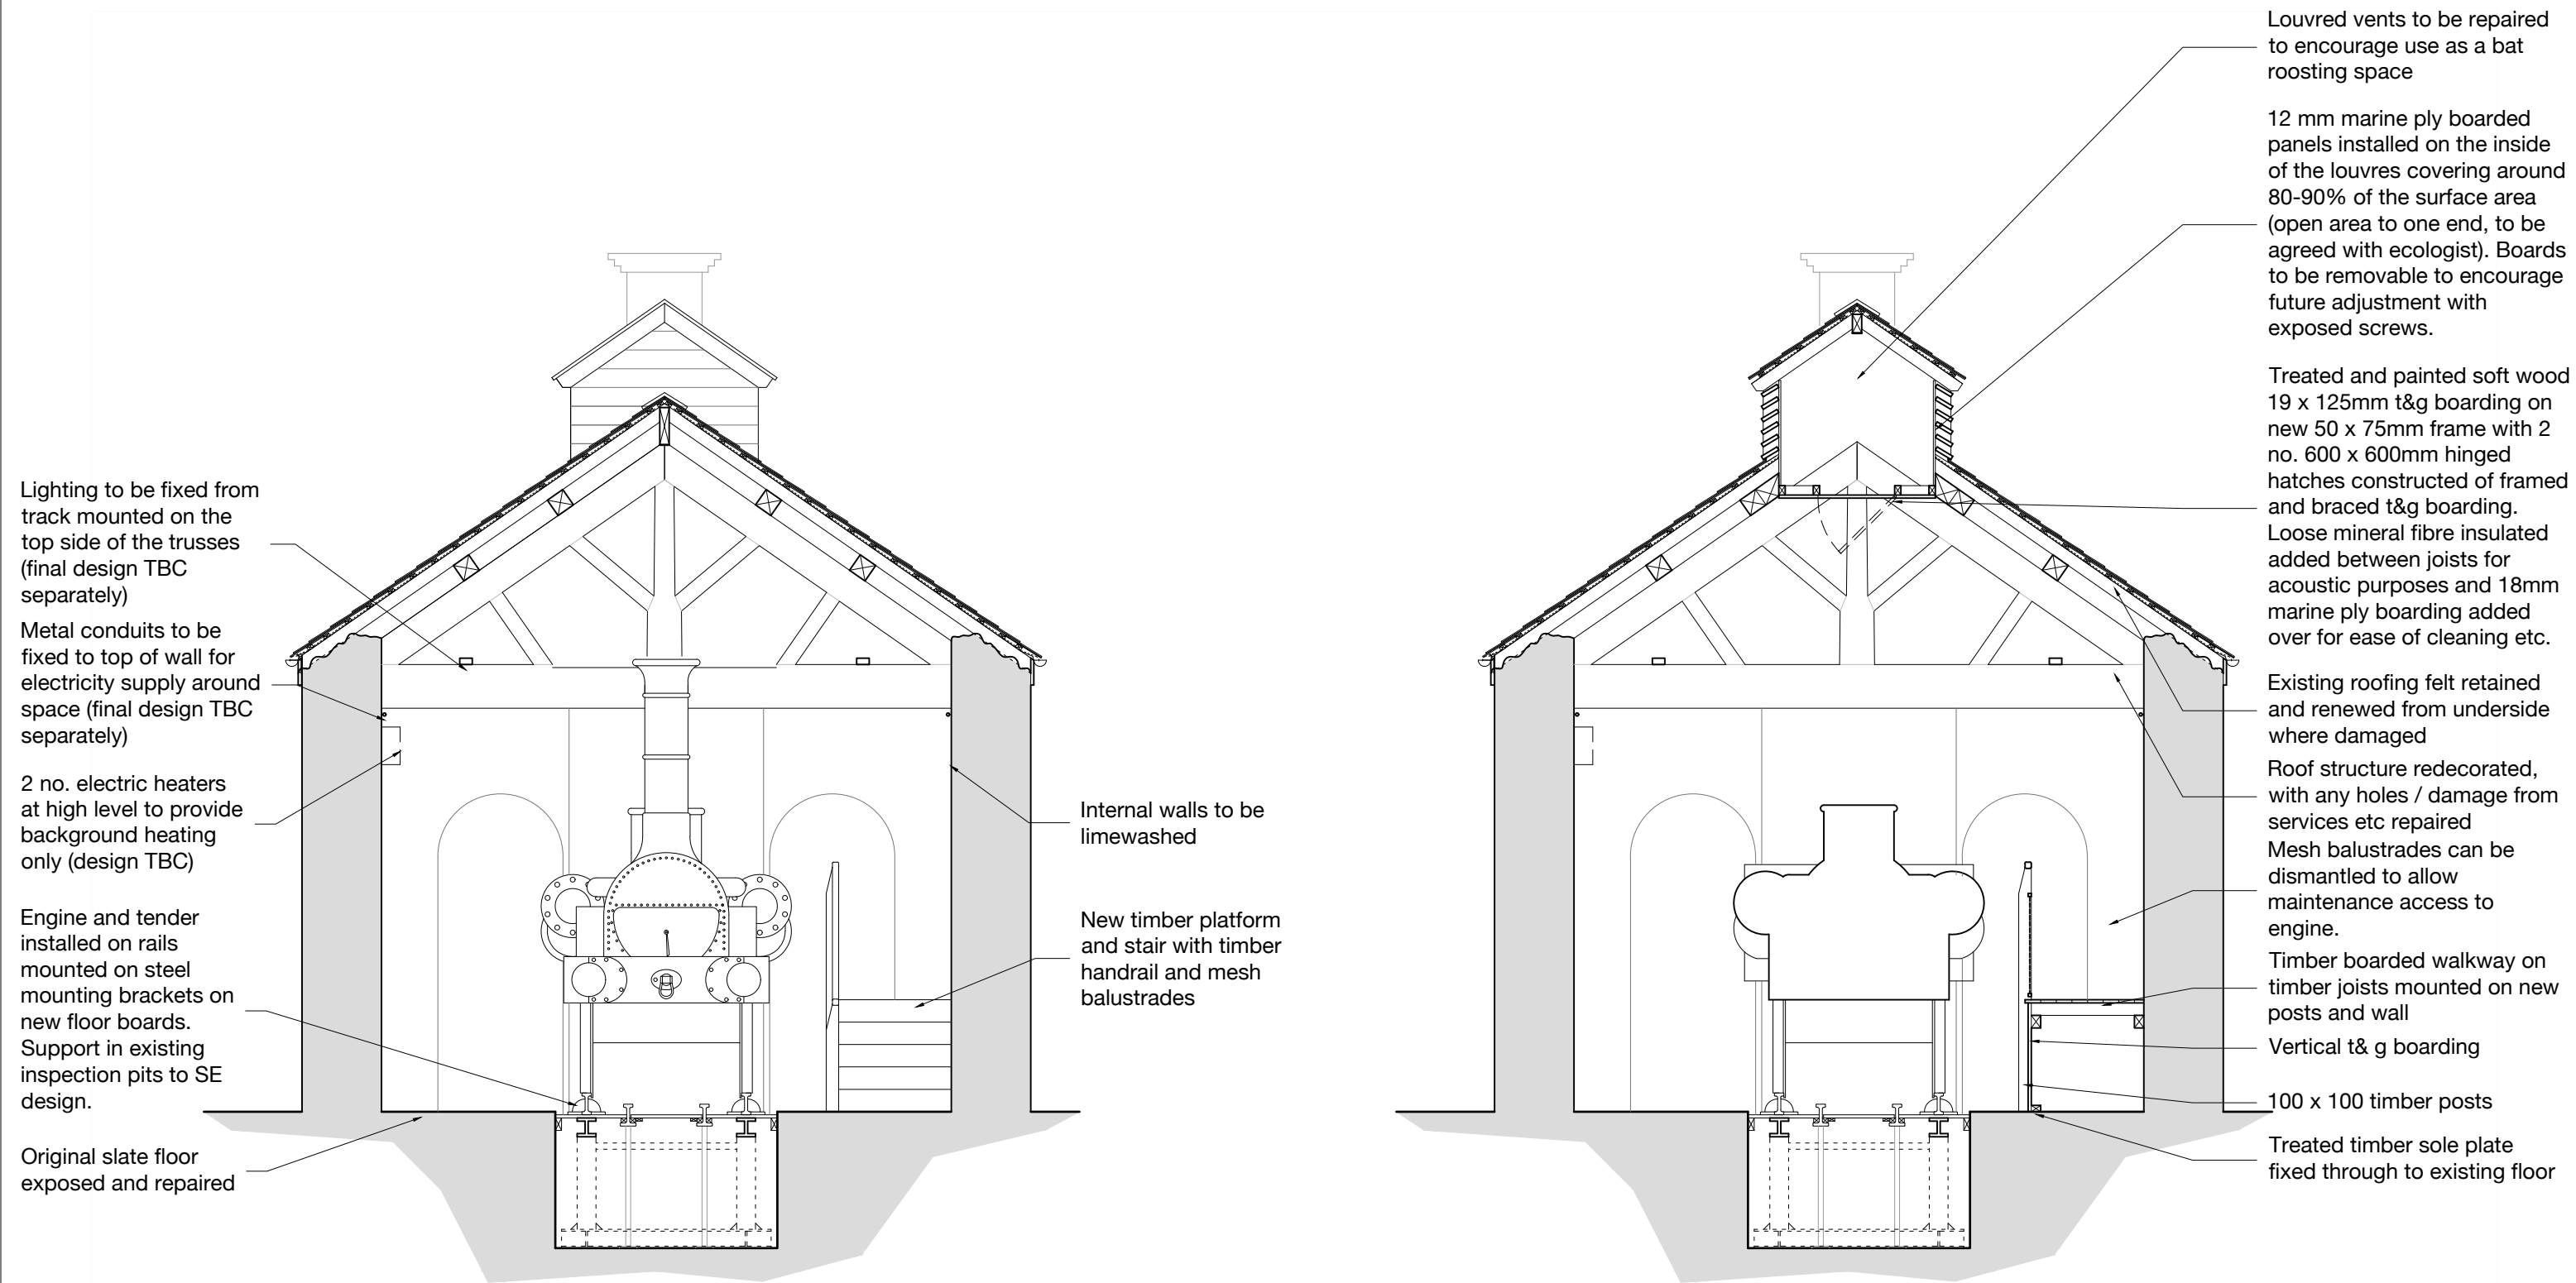 Lighting to be fixed from
track mounted on the
top side of the trusses
(final design TBC
separately)
Metal conduits to be
fixed to top of wall for
electricity supply around
space (final design TBC
separately)
2 no. electric heaters
at high level to provide
background heating
only (design TBC)
Engine and tender
installed on rails
mounted on steel
mounting brackets on
new floor boards.
Support in existing
inspection pits to SE
design.
Original slate floor
exposed and repaired
Internal walls to be
limewashed
New timber platform
and stair with timber
handrail and mesh
balustrades
Louvred vents to be repaired
to encourage use as a bat
roosting space
12 mm marine ply boarded
panels installed on the inside
of the louvres covering around
80-90% of the surface area
(open area to one end, to be
agreed with ecologist). Boards
to be removable to encourage
future adjustment with
exposed screws.
Treated and painted soft wood
19 x 125mm t&g boarding on
new 50 x 75mm frame with 2
no. 600 x 600mm hinged
hatches constructed of framed
and braced t&g boarding.
Loose mineral fibre insulated
added between joists for
acoustic purposes and 18mm
marine ply boarding added
over for ease of cleaning etc.
Existing roofing felt retained
and renewed from underside
where damaged
Roof structure redecorated,
with any holes / damage from
services etc repaired
Mesh balustrades can be
dismantled to allow
maintenance access to
engine.
Timber boarded walkway on
timber joists mounted on new
posts and wall
Vertical t& g boarding
100 x 100 timber posts
Treated timber sole plate
fixed through to existing floor